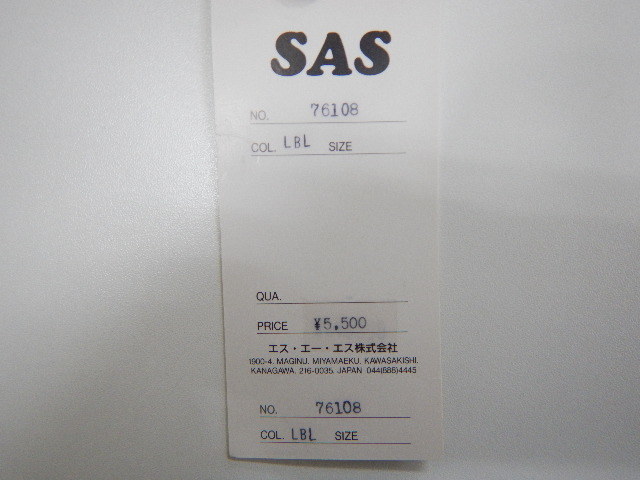 SAS
NO. 76108
COL. LBL SIZE
QUA.
PRICE ¥5,500
エス・エー・エス株式会社
1900-4, MAGINU, MIYAMAEKU, KAWASAKISHI,
KANAGAWA, 216-0035, JAPAN 044(888)4445
NO. 76108
COL. LBL SIZE